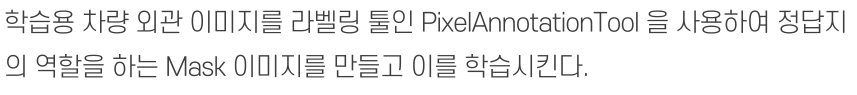 학습용 차량 외관 이미지를 라벨링 툴인 PixelAnnotationTool 을 사용하여 정답지
의 역할을 하는 Mask 이미지를 만들고 이를 학습시킨다.